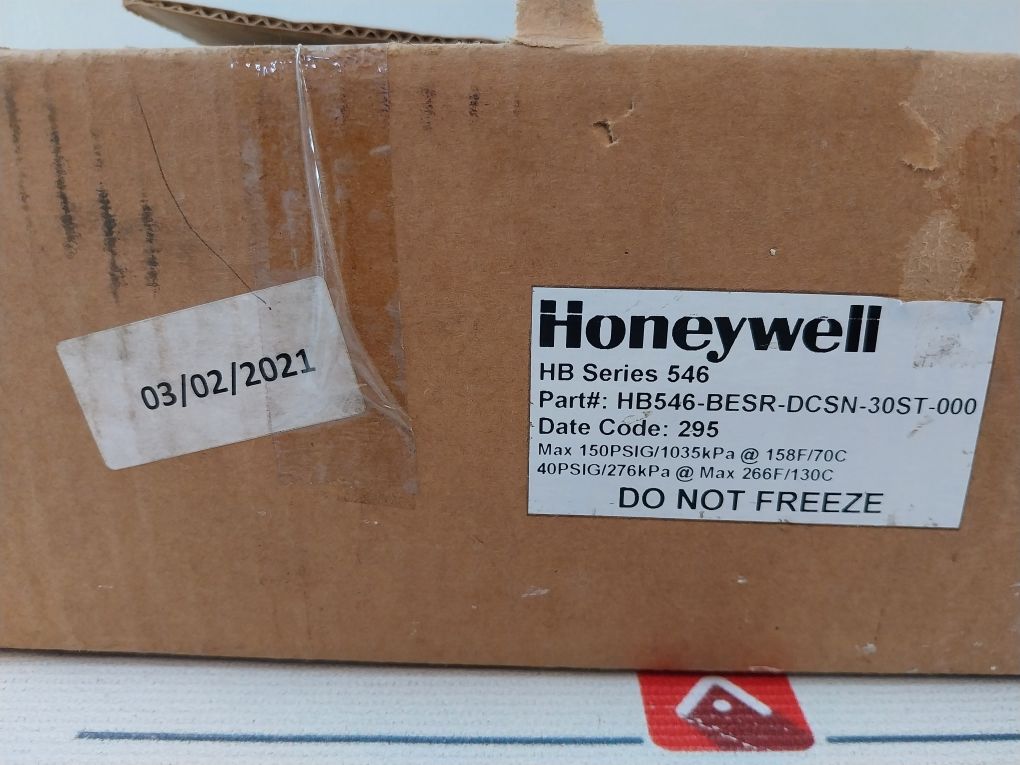 03/02/2021
Honeywell
HB Series 546
Part#: HB546-BESR-DCSN-30ST-000
Date Code: 295
Max 150PSIG/1035kPa @ 158F/70C
40PSIG/276kPa @ Max 266F/130C
DO NOT FREEZE